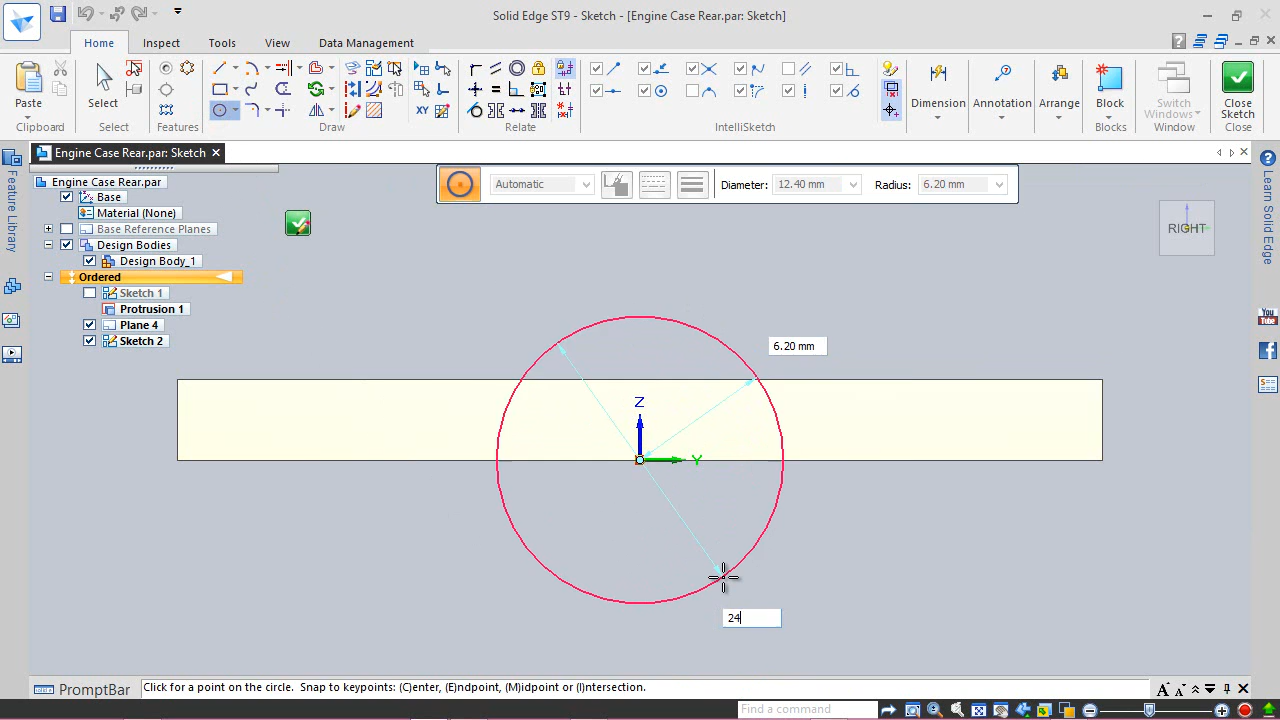 Solid Edge ST9 - Sketch - [Engine Case Rear.par: Sketch]
Home
Inspect
Tools
View
Data Management
Paste
Select
Dimension
Annotation
Arrange
Block
Switch
Windows
Close
Sketch
Clipboard
Select
Features
Draw
Relate
IntelliSketch
Blocks
Window
Close
Engine Case Rear.par: Sketch
Feature Library
Engine Case Rear.par
Base
Material (None)
Base Reference Planes
Design Bodies
Design Body_1
Ordered
Sketch 1
Protrusion 1
Plane 4
Sketch 2
Automatic
Diameter:
12.40 mm
Radius:
6.20 mm
RIGHT
Learn Solid Edge
You
Tube
6.20 mm
Z
Y
24
PromptBar
Click for a point on the circle. Snap to keypoints: (C)enter, (E)ndpoint, (M)idpoint or (I)ntersection.
Find a command